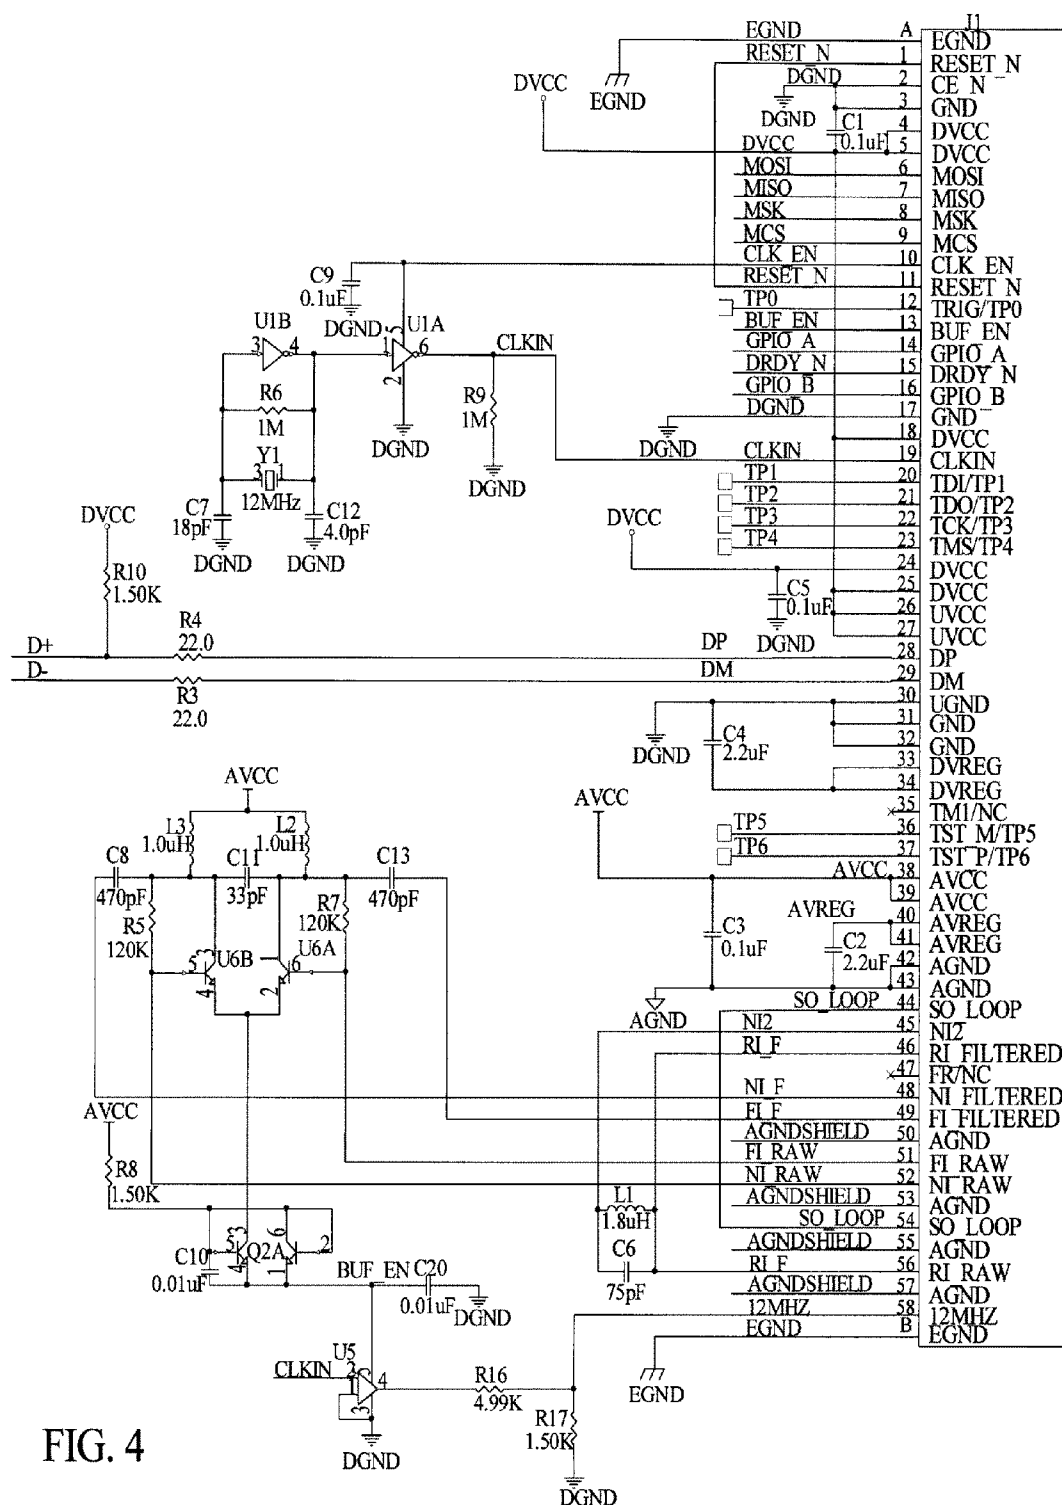 J1
EGND A EGND
RESET_N 1 RESET_N
DGND 2 CE_N
3 GND
4 DVCC
DVCC 5 DVCC
MOSI 6 MOSI
MISO 7 MISO
MSK 8 MSK
MCS 9 MCS
CLK_EN 10 CLK_EN
RESET_N 11 RESET_N
TP0 12 TRIG/TP0
BUF_EN 13 BUF_EN
GPIO_A 14 GPIO_A
DRDY_N 15 DRDY_N
GPIO_B 16 GPIO_B
DGND 17 GND
18 DVCC
CLKIN 19 CLKIN
TP1 20 TDI/TP1
TP2 21 TDO/TP2
TP3 22 TCK/TP3
TP4 23 TMS/TP4
24 DVCC
25 DVCC
26 UVCC
27 UVCC
DP 28 DP
DM 29 DM
30 UGND
31 GND
32 GND
33 DVREG
34 DVREG
35 TM1/NC
TP5 36 TST_M/TP5
TP6 37 TST_P/TP6
AVCC 38 AVCC
39 AVCC
AVREG 40 AVREG
41 AVREG
42 AGND
43 AGND
SO_LOOP 44 SO_LOOP
NI2 45 NI2
RI_F 46 RI_FILTERED
47 FR/NC
NI_F 48 NI_FILTERED
FI_F 49 FI_FILTERED
AGNDSHIELD 50 AGND
FI_RAW 51 FI_RAW
NI_RAW 52 NI_RAW
AGNDSHIELD 53 AGND
SO_LOOP 54 SO_LOOP
AGNDSHIELD 55 AGND
RI_F 56 RI_RAW
AGNDSHIELD 57 AGND
12MHZ 58 12MHZ
EGND B EGND
EGND
DVCC
DGND
C1
0.1uF
C9
0.1uF
DGND
U1B
3 4
U1A
1 5 6
2
CLKIN
R6
1M
R9
1M
DGND
DGND
DGND
Y1
3 1
12MHz
C7
18pF
C12
4.0pF
DGND
DGND
DVCC
DVCC
R10
1.50K
C5
0.1uF
DGND
D+
R4
22.0
D-
R3
22.0
DGND
C4
2.2uF
AVCC
AVCC
L3
1.0uH
L2
1.0uH
C8
470pF
C11
33pF
C13
470pF
R5
120K
R7
120K
U6B
5 3
4
U6A
6
2
C3
0.1uF
C2
2.2uF
AGND
AVCC
R8
1.50K
L1
1.8uH
C6
75pF
Q2A
5 3
4
6
1 2
C10
0.01uF
BUF_EN
C20
0.01uF
DGND
U5
CLKIN 2
1
3
4
R16
4.99K
R17
1.50K
EGND
DGND
DGND
FIG. 4